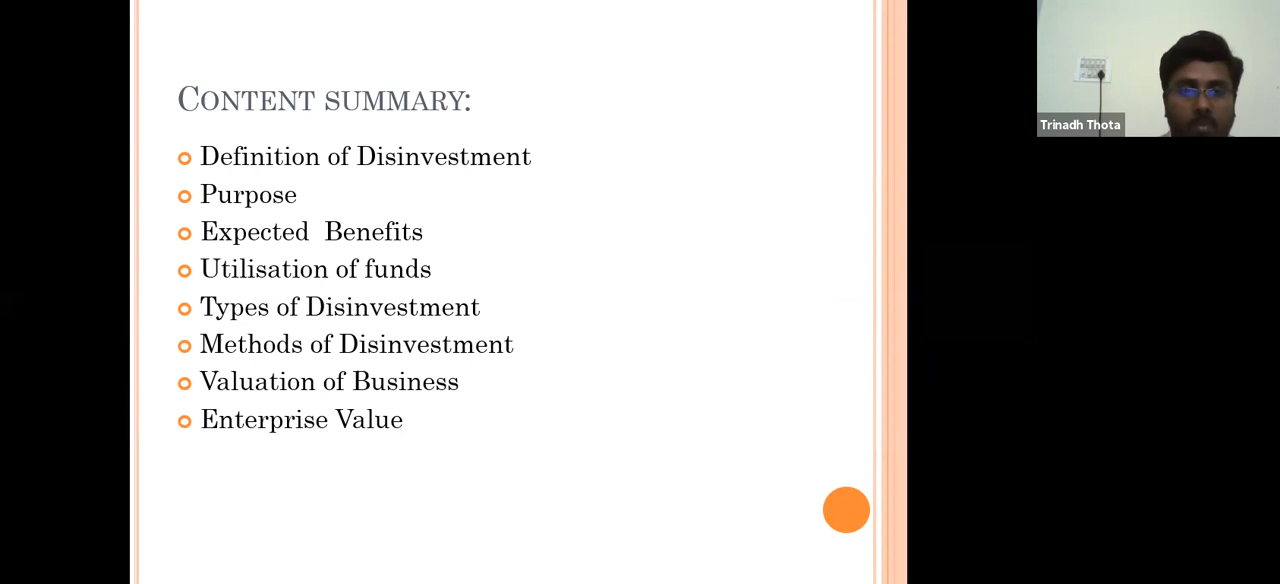 CONTENT SUMMARY:
Definition of Disinvestment
Purpose
Expected Benefits
Utilisation of funds
Types of Disinvestment
Methods of Disinvestment
Valuation of Business
Enterprise Value
Trinadh Thota